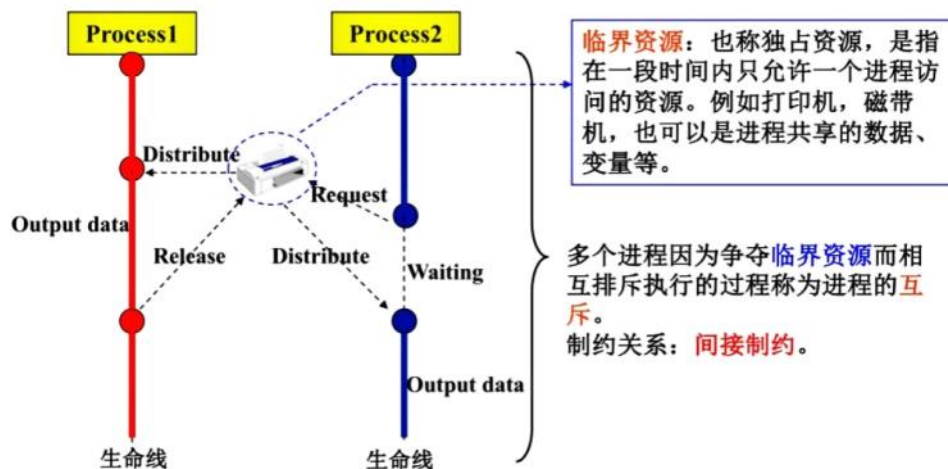 Process1
Process2
Distribute
Request
Output data
Release
Distribute
Waiting
Output data
生命线
生命线
临界资源：也称独占资源，是指
在一段时间内只允许一个进程访
问的资源。例如打印机，磁带
机，也可以是进程共享的数据、
变量等。
多个进程因为争夺临界资源而相
互排斥执行的过程称为进程的互
斥。
制约关系：间接制约。